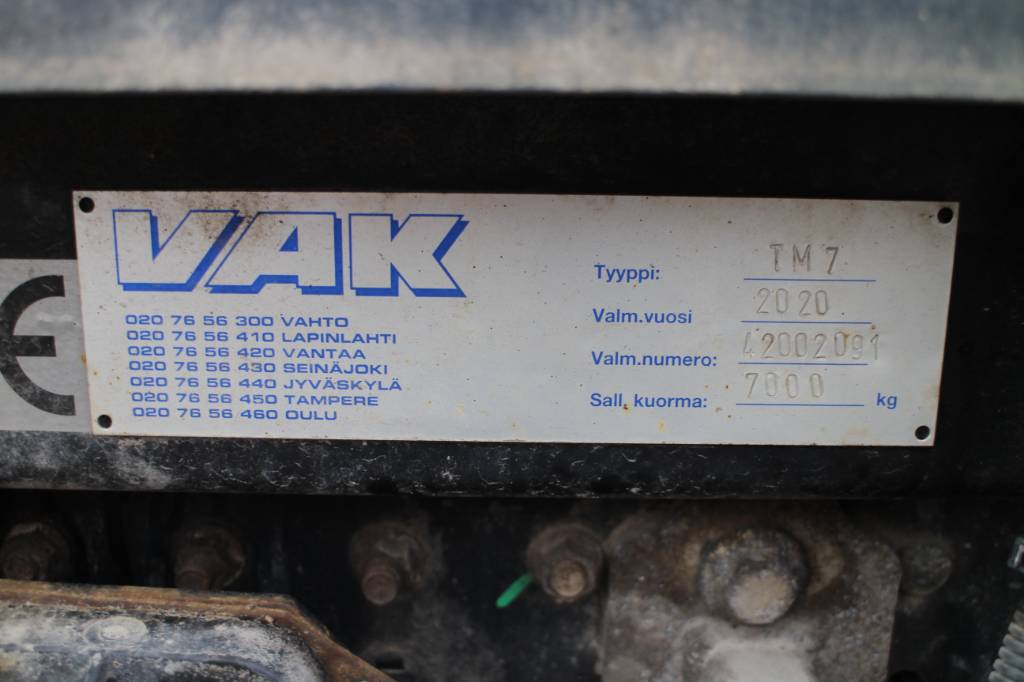 VAK
020 76 56 300 VAHTO
020 76 56 410 LAPINLAHTI
020 76 56 420 VANTAA
020 76 56 430 SEINÄJOKI
020 76 56 440 JYVÄSKYLÄ
020 76 56 450 TAMPERE
020 76 56 460 OULU
Tyyppi: TM 7
Valm.vuosi 2020
Valm.numero: 42002091
Sall. kuorma: 7000 kg
CE